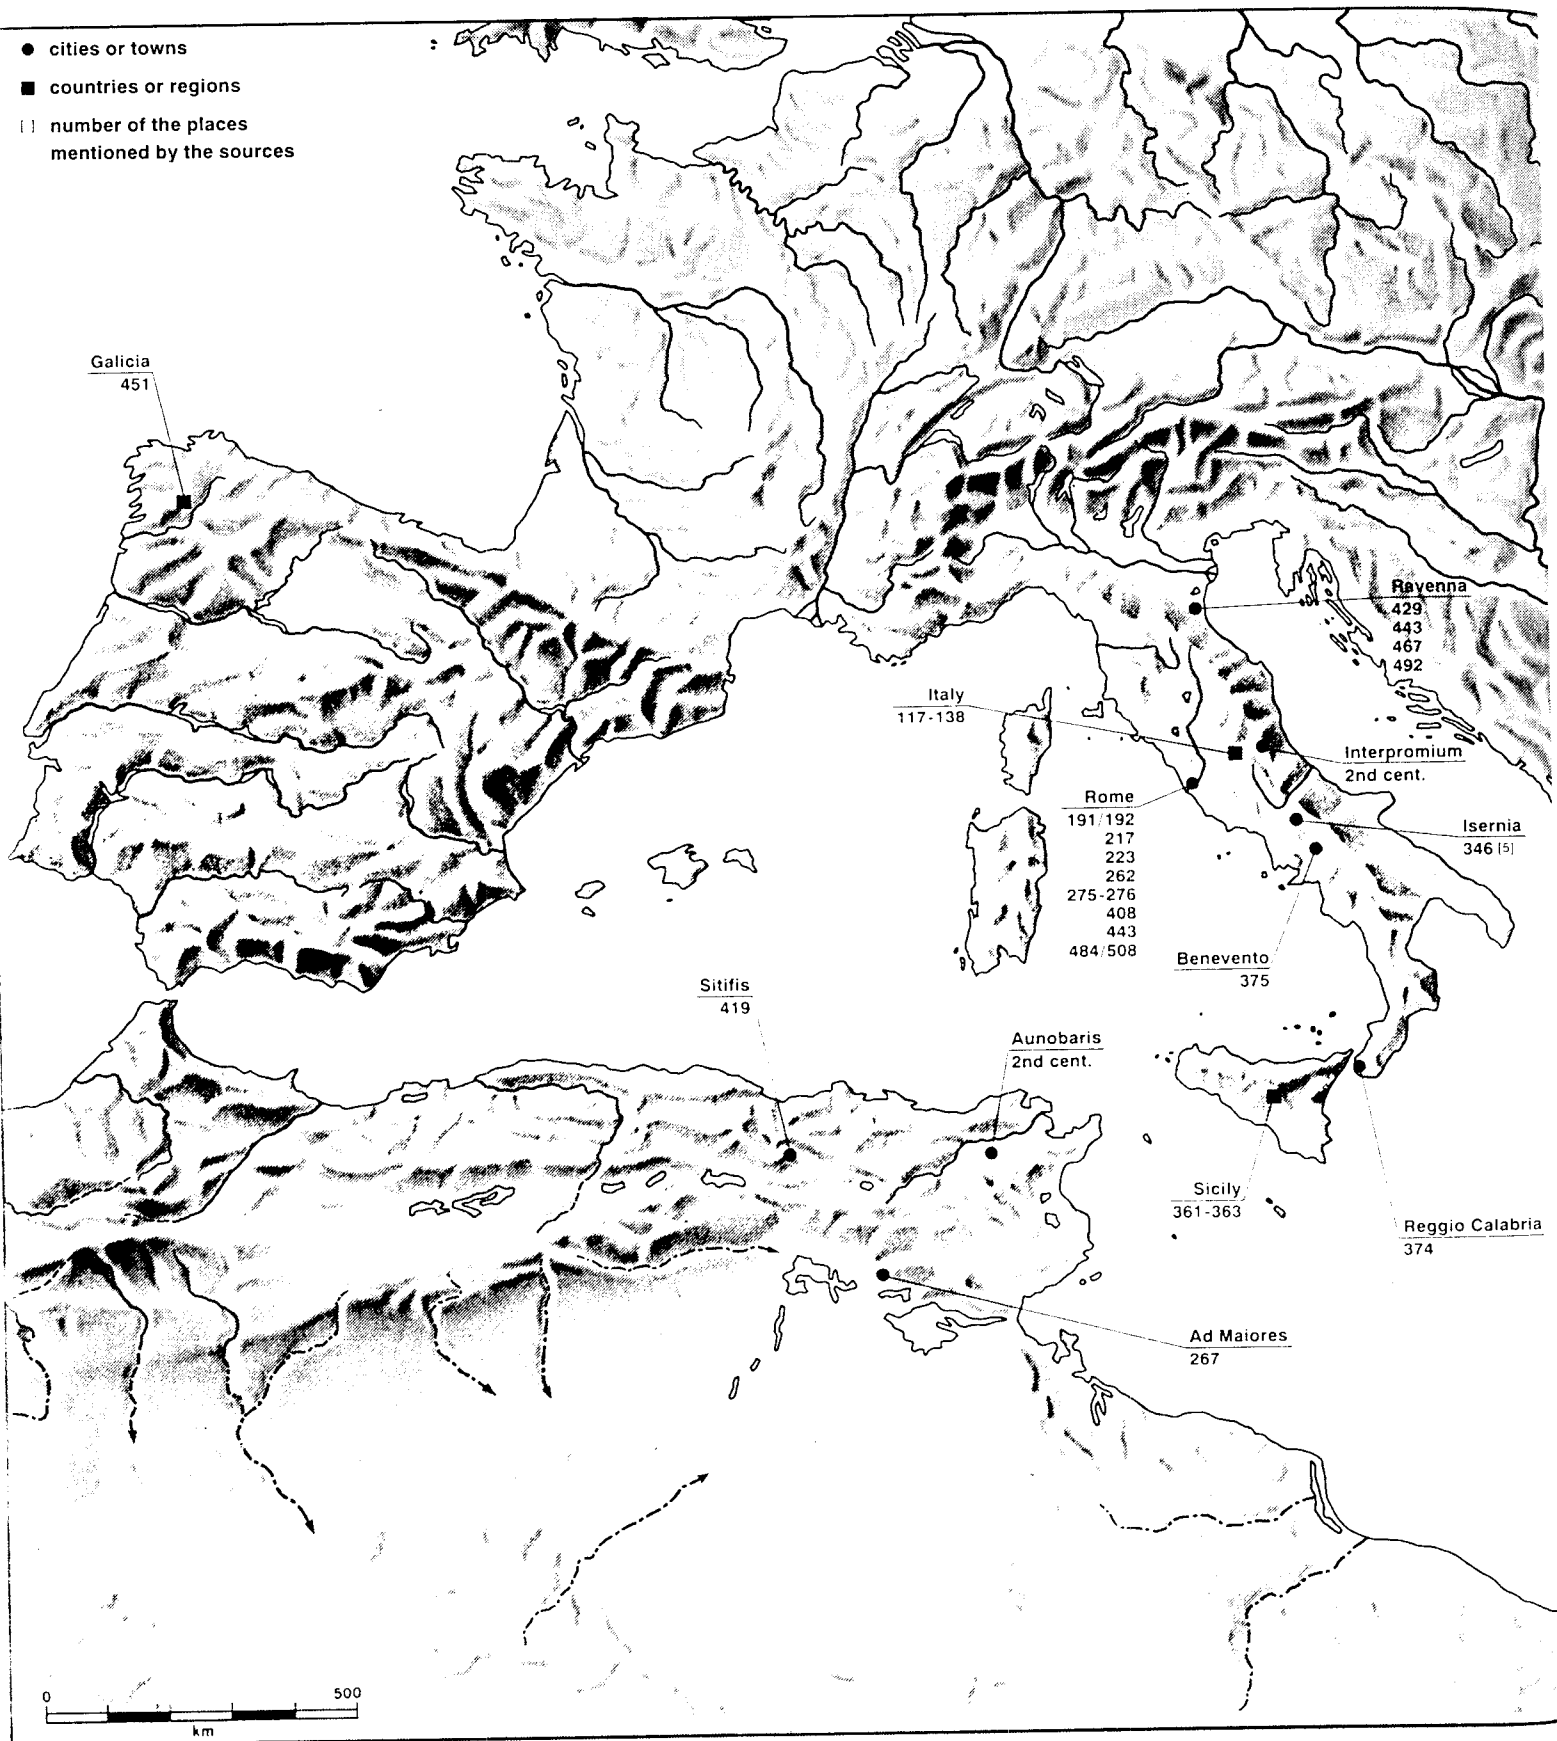 cities or towns
countries or regions
[ ] number of the places
mentioned by the sources
Galicia
451
Ravenna
429
443
467
492
Italy
117-138
Interpromium
2nd cent.
Rome
191/192
217
223
262
275-276
408
443
484/508
Isernia
346 [5]
Benevento
375
Sitifis
419
Aunobaris
2nd cent.
Sicily
361-363
Reggio Calabria
374
Ad Maiores
267
0 500
km